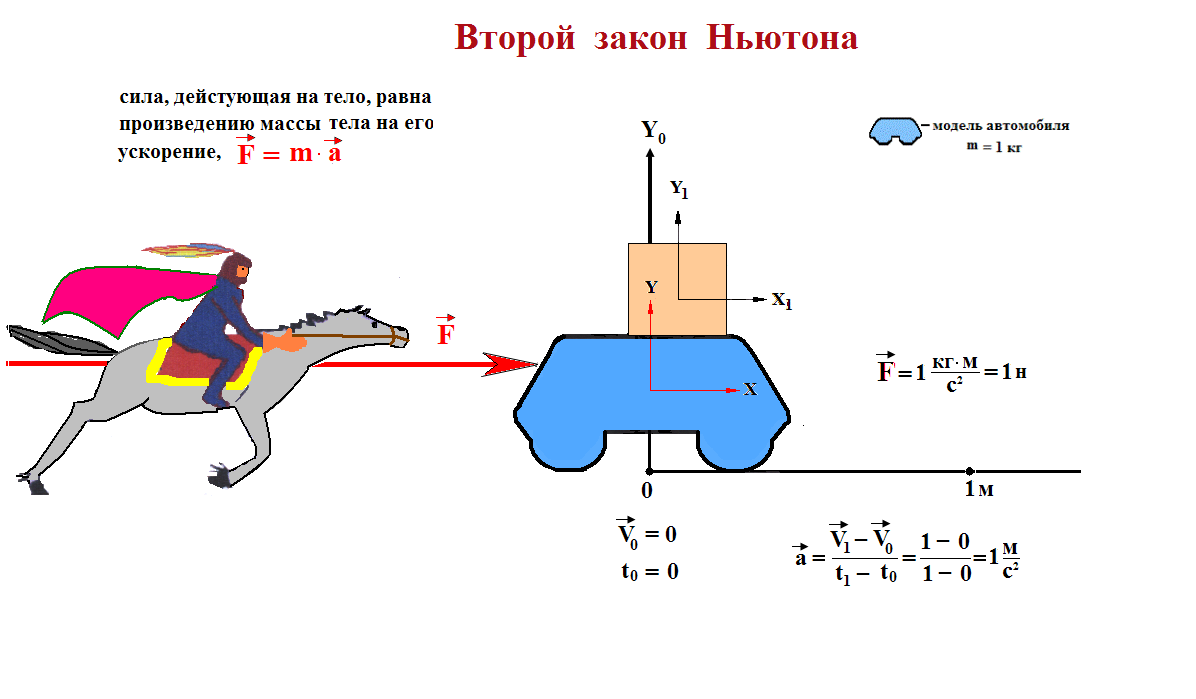 Второй закон Ньютона
сила, дейстующая на тело, равна
произведению массы тела на его
ускорение, F = m · a
модель автомобиля
m = 1 кг
Y₀
Y₁
Y
X₁
X
F
F = 1 кг·м/с² = 1 н
0
1 м
V₀ = 0
t₀ = 0
a = (V₁ − V₀)/(t₁ − t₀) = (1 − 0)/(1 − 0) = 1 м/с²